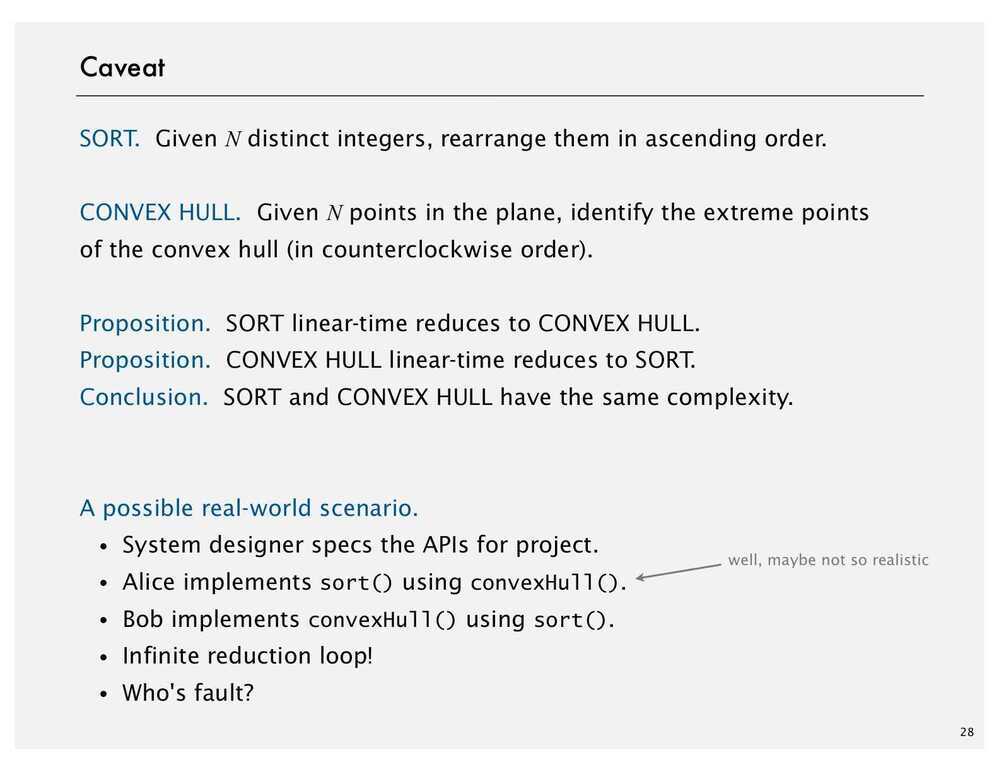 Caveat
SORT. Given N distinct integers, rearrange them in ascending order.
CONVEX HULL. Given N points in the plane, identify the extreme points
of the convex hull (in counterclockwise order).
Proposition. SORT linear-time reduces to CONVEX HULL.
Proposition. CONVEX HULL linear-time reduces to SORT.
Conclusion. SORT and CONVEX HULL have the same complexity.
A possible real-world scenario.
• System designer specs the APIs for project.
• Alice implements sort() using convexHull().
well, maybe not so realistic
• Bob implements convexHull() using sort().
• Infinite reduction loop!
• Who's fault?
28